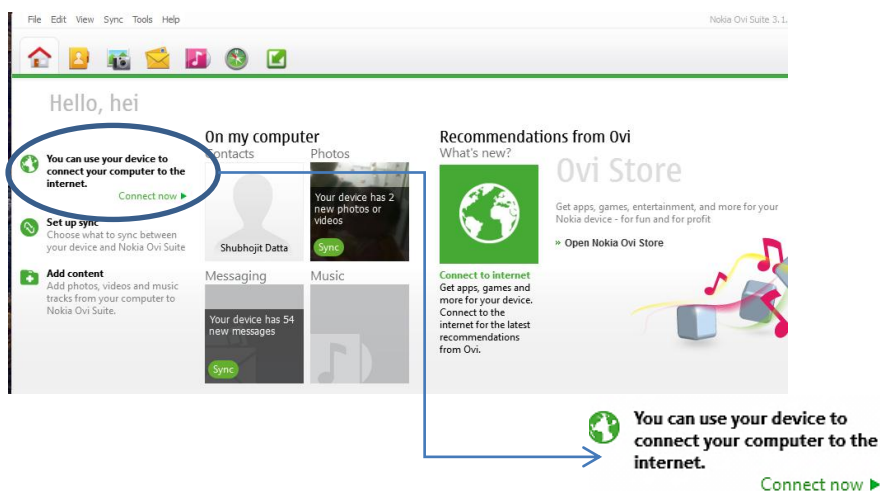 File Edit View Sync Tools Help
Nokia Ovi Suite 3.1.
Hello, hei
You can use your device to
connect your computer to the
internet.
Connect now
Set up sync
Choose what to sync between
your device and Nokia Ovi Suite
Add content
Add photos, videos and music
tracks from your computer to
Nokia Ovi Suite.
On my computer
Contacts
Shubhojit Datta
Photos
Your device has 2
new photos or
videos
Sync
Messaging
Your device has 54
new messages
Sync
Music
Recommendations from Ovi
What's new?
Connect to internet
Get apps, games and
more for your device.
Connect to the
internet for the latest
recommendations
from Ovi.
Ovi Store
Get apps, games, entertainment, and more for your
Nokia device - for fun and for profit
» Open Nokia Ovi Store
You can use your device to
connect your computer to the
internet.
Connect now